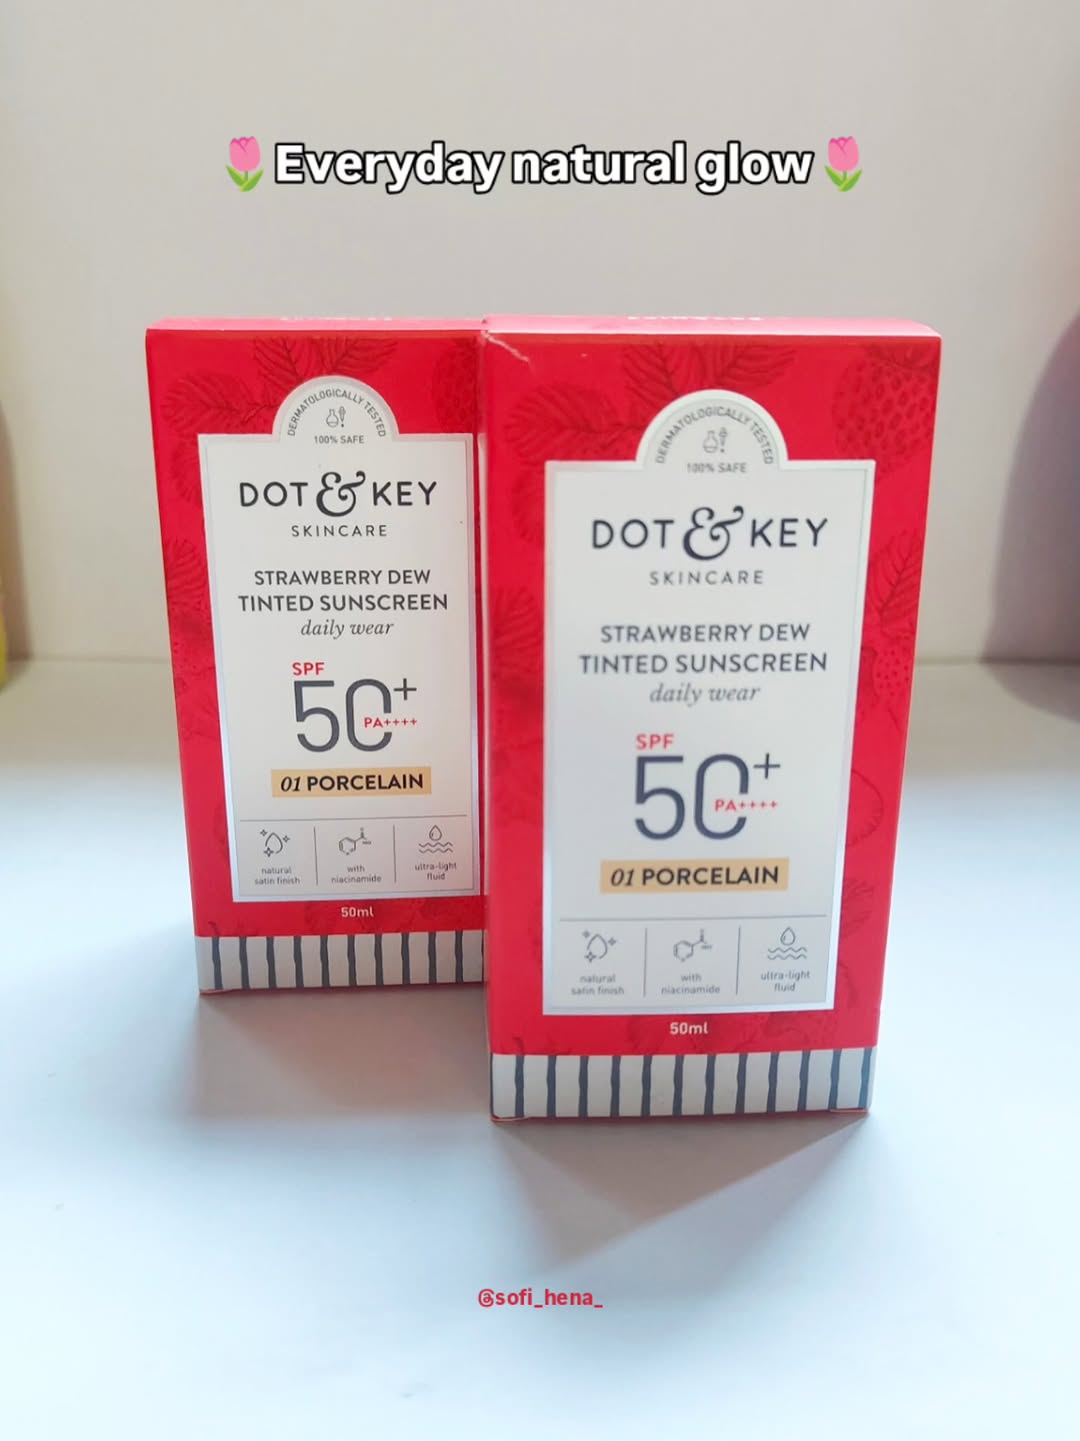 🌷Everyday natural glow🌷
DERMATOLOGICALLY TESTED
100% SAFE
DOT & KEY
SKINCARE
STRAWBERRY DEW
TINTED SUNSCREEN
daily wear
SPF
50+
PA++++
01 PORCELAIN
natural
satin finish
with
niacinamide
ultra-light
fluid
50ml
DERMATOLOGICALLY TESTED
100% SAFE
DOT & KEY
SKINCARE
STRAWBERRY DEW
TINTED SUNSCREEN
daily wear
SPF
50+
PA++++
01 PORCELAIN
natural
satin finish
with
niacinamide
ultra-light
fluid
50ml
@sofi_hena_